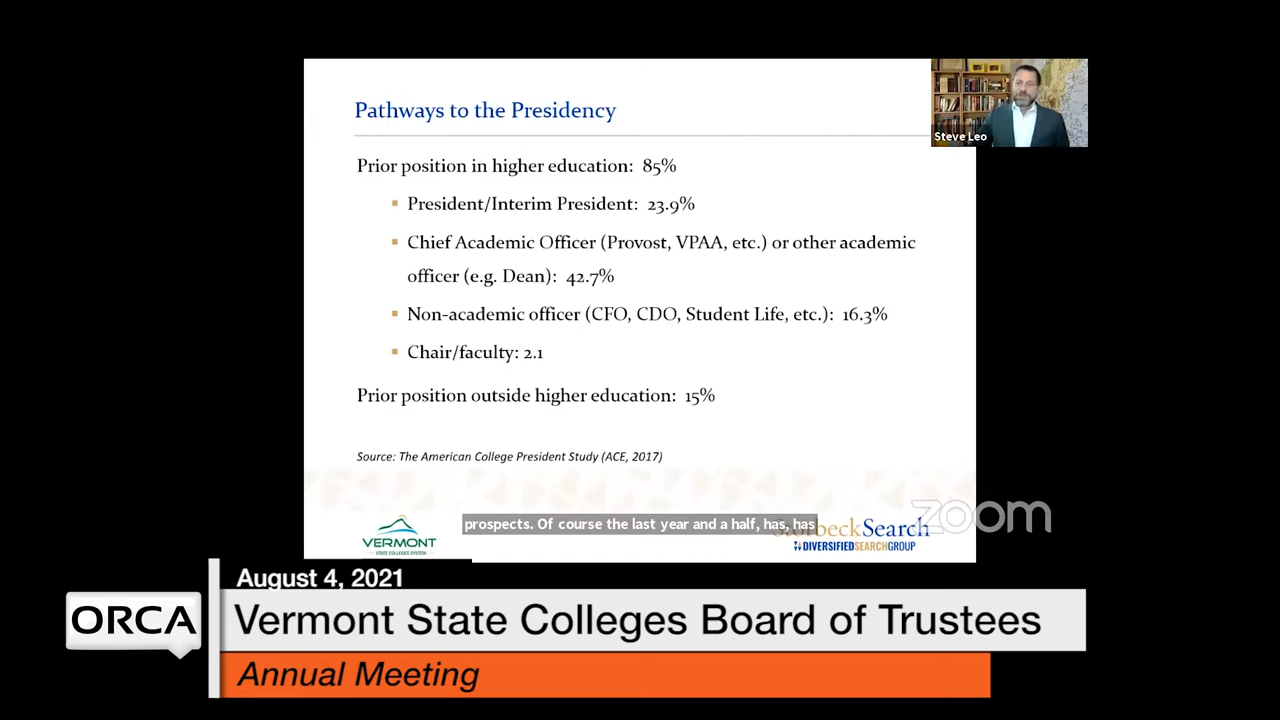 Pathways to the Presidency
Steve Leo
Prior position in higher education: 85%
▪ President/Interim President: 23.9%
▪ Chief Academic Officer (Provost, VPAA, etc.) or other academic
officer (e.g. Dean): 42.7%
▪ Non-academic officer (CFO, CDO, Student Life, etc.): 16.3%
▪ Chair/faculty: 2.1
Prior position outside higher education: 15%
Source: The American College President Study (ACE, 2017)
prospects. Of course the last year and a half, has, has
zoom
VERMONT
STATE COLLEGES SYSTEM
StorbeckSearch
DIVERSIFIEDSEARCHGROUP
August 4, 2021
ORCA
Vermont State Colleges Board of Trustees
Annual Meeting